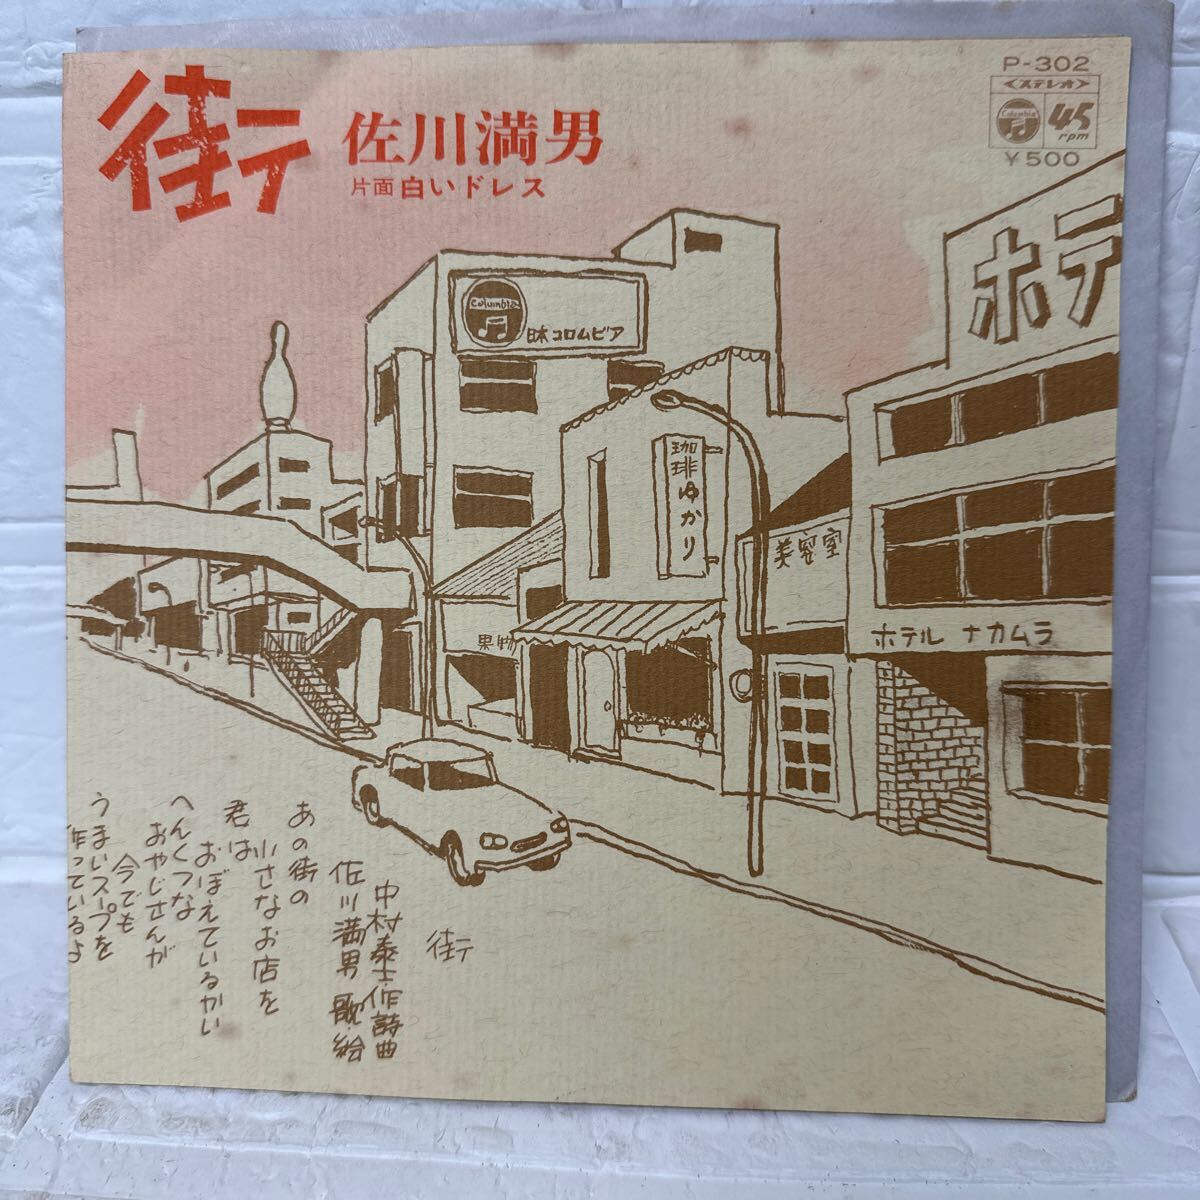 街
佐川満男
片面 白いドレス
P-302
<ステレオ>
Columbia
45
rpm
¥500
ホテ
Columbia
日本コロムビア
珈琲ゆかり
美容室
果物
ホテル ナカムラ
街
中村泰士 作詩曲
佐川満男 歌・絵
あの街の
小さなお店を
君は
おぼえているかい
へんくつな
おやじさんが
今でも
うまいスープを
作っているよ